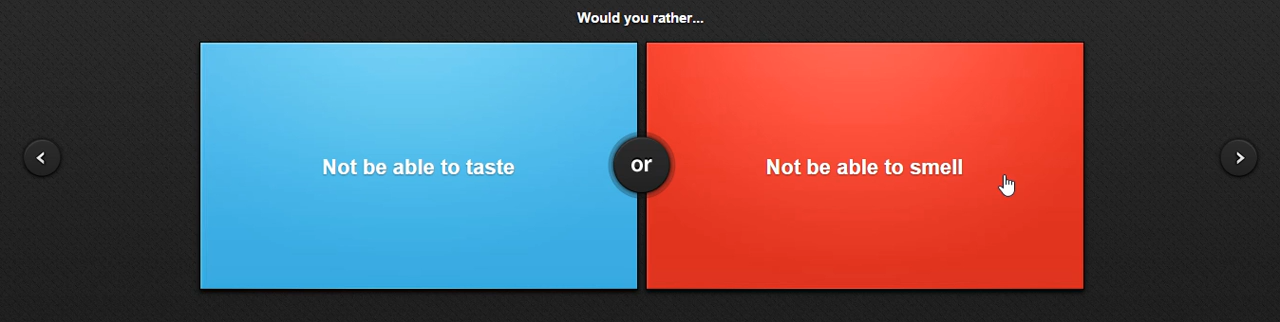 Would you rather...
Not be able to taste
or
Not be able to smell